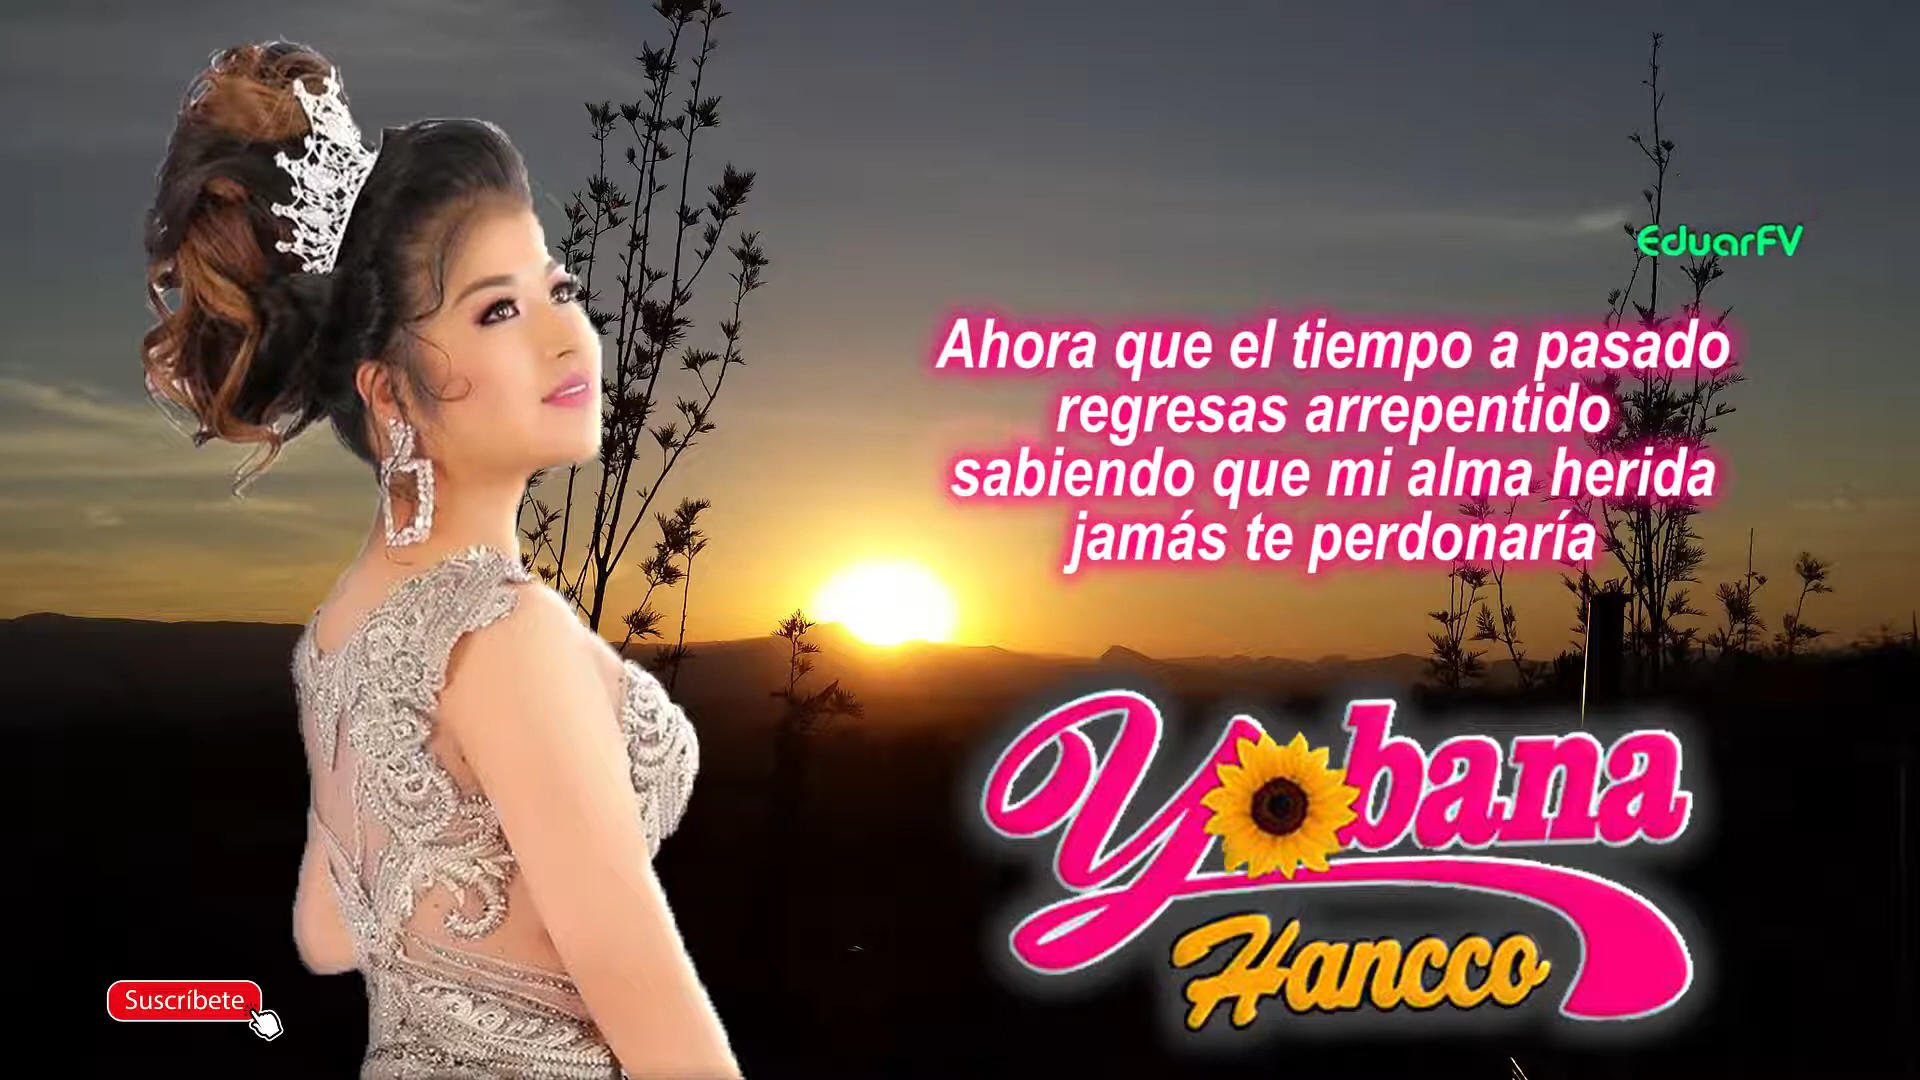 EduarFV
Ahora que el tiempo a pasado
regresas arrepentido
sabiendo que mi alma herida
jamás te perdonaría
Yobana
Hancco
Suscríbete